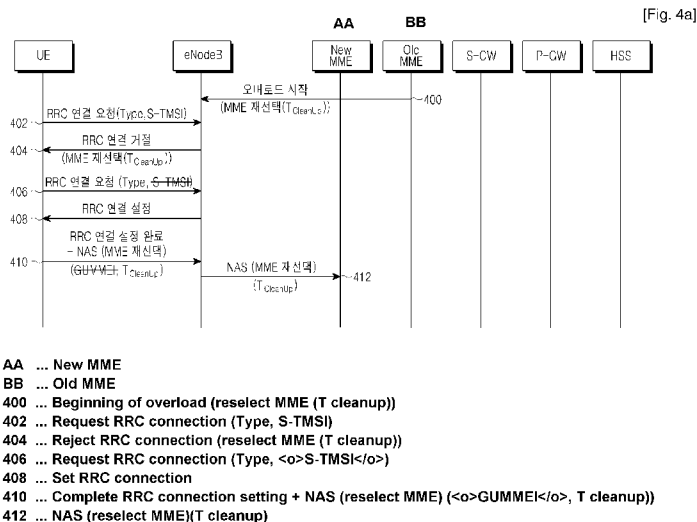 [Fig. 4a]
AA
BB
UE
eNodeB
New
MME
Old
MME
S-GW
P-GW
HSS
오버로드 시작
(MME 재선택(TCleanUp))
400
402
RRC 연결 요청(Type,S-TMSI)
404
RRC 연결 거절
(MME 재선택(TCleanUp))
406
RRC 연결 요청 (Type, S-TMSI)
408
RRC 연결 설정
410
RRC 연결 설정 완료
- NAS (MME 재선택)
(GUMMEI, TCleanUp)
NAS (MME 재선택)
(TCleanUp)
412
AA ... New MME
BB ... Old MME
400 ... Beginning of overload (reselect MME (T cleanup))
402 ... Request RRC connection (Type, S-TMSI)
404 ... Reject RRC connection (reselect MME (T cleanup))
406 ... Request RRC connection (Type, <o>S-TMSI</o>)
408 ... Set RRC connection
410 ... Complete RRC connection setting + NAS (reselect MME) (<o>GUMMEI</o>, T cleanup))
412 ... NAS (reselect MME)(T cleanup)